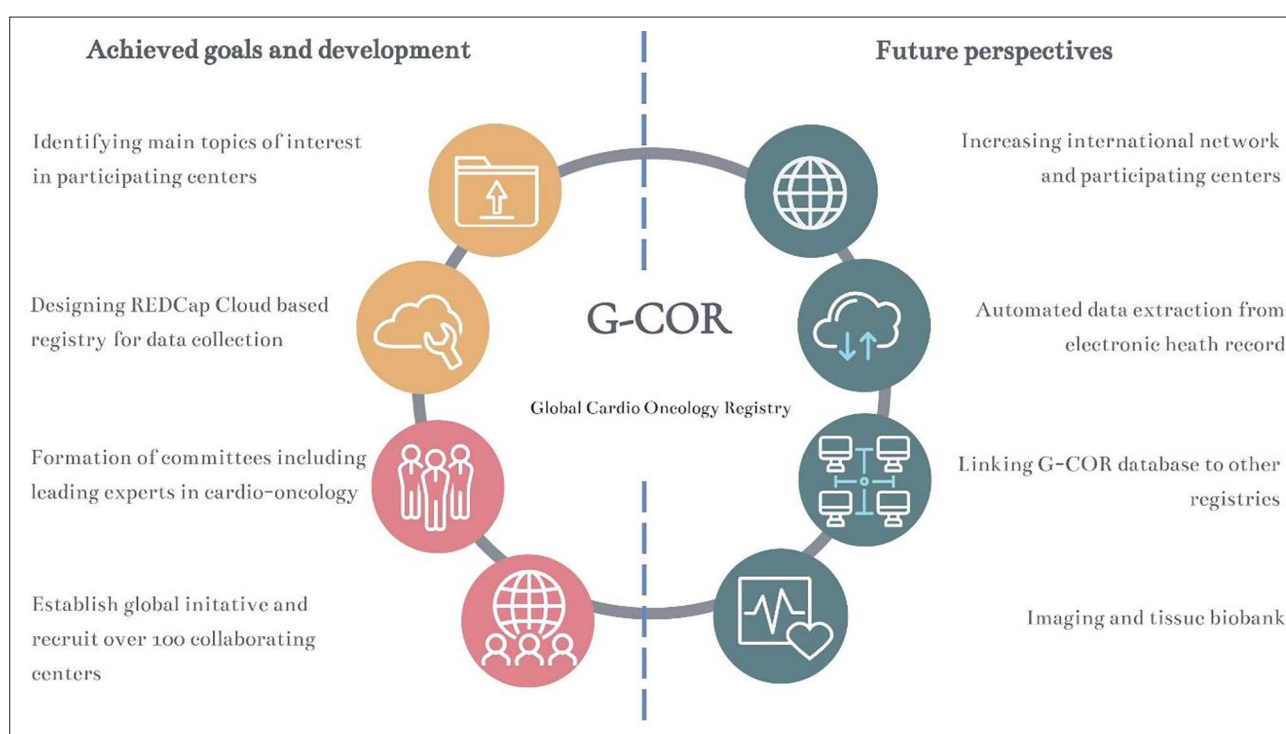 Achieved goals and development
Identifying main topics of interest
in participating centers
Designing REDCap Cloud based
registry for data collection
Formation of committees including
leading experts in cardio-oncology
Establish global initative and
recruit over 100 collaborating
centers
G-COR
Global Cardio Oncology Registry
Future perspectives
Increasing international network
and participating centers
Automated data extraction from
electronic heath record
Linking G-COR database to other
registries
Imaging and tissue biobank